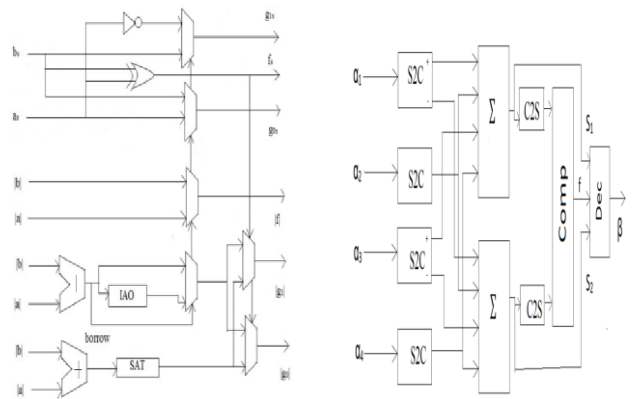 g1s
bs
fs
as
g0s
|b|
|a|
|f|
|b|
|a|
IAO
|g1|
borrow
|b|
|a|
SAT
|g0|
α1
S2C
+
-
Σ
C2S
S1
α2
S2C
Comp
f
Dec
β
α3
S2C
+
-
Σ
C2S
S2
α4
S2C